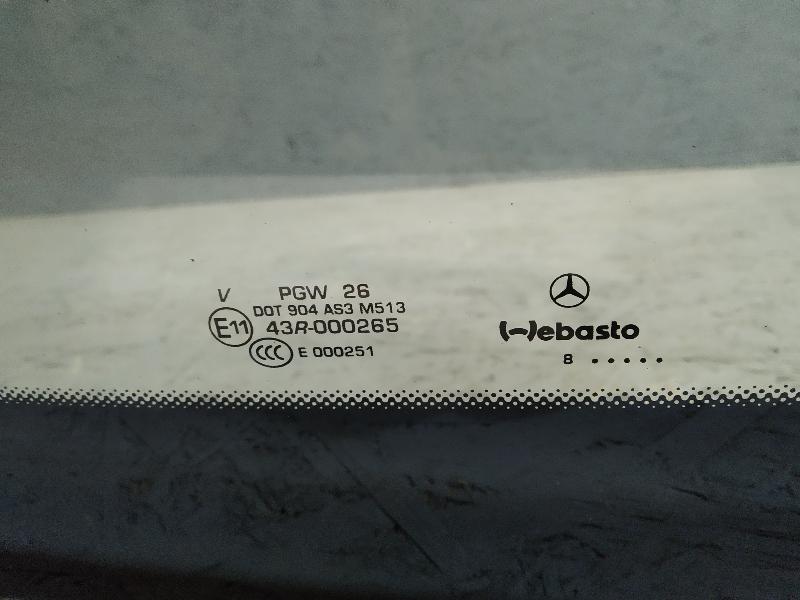 V PGW 26
DOT 904 AS3 M513
E11 43R-000265
CCC E 000251
Webasto
8 .....